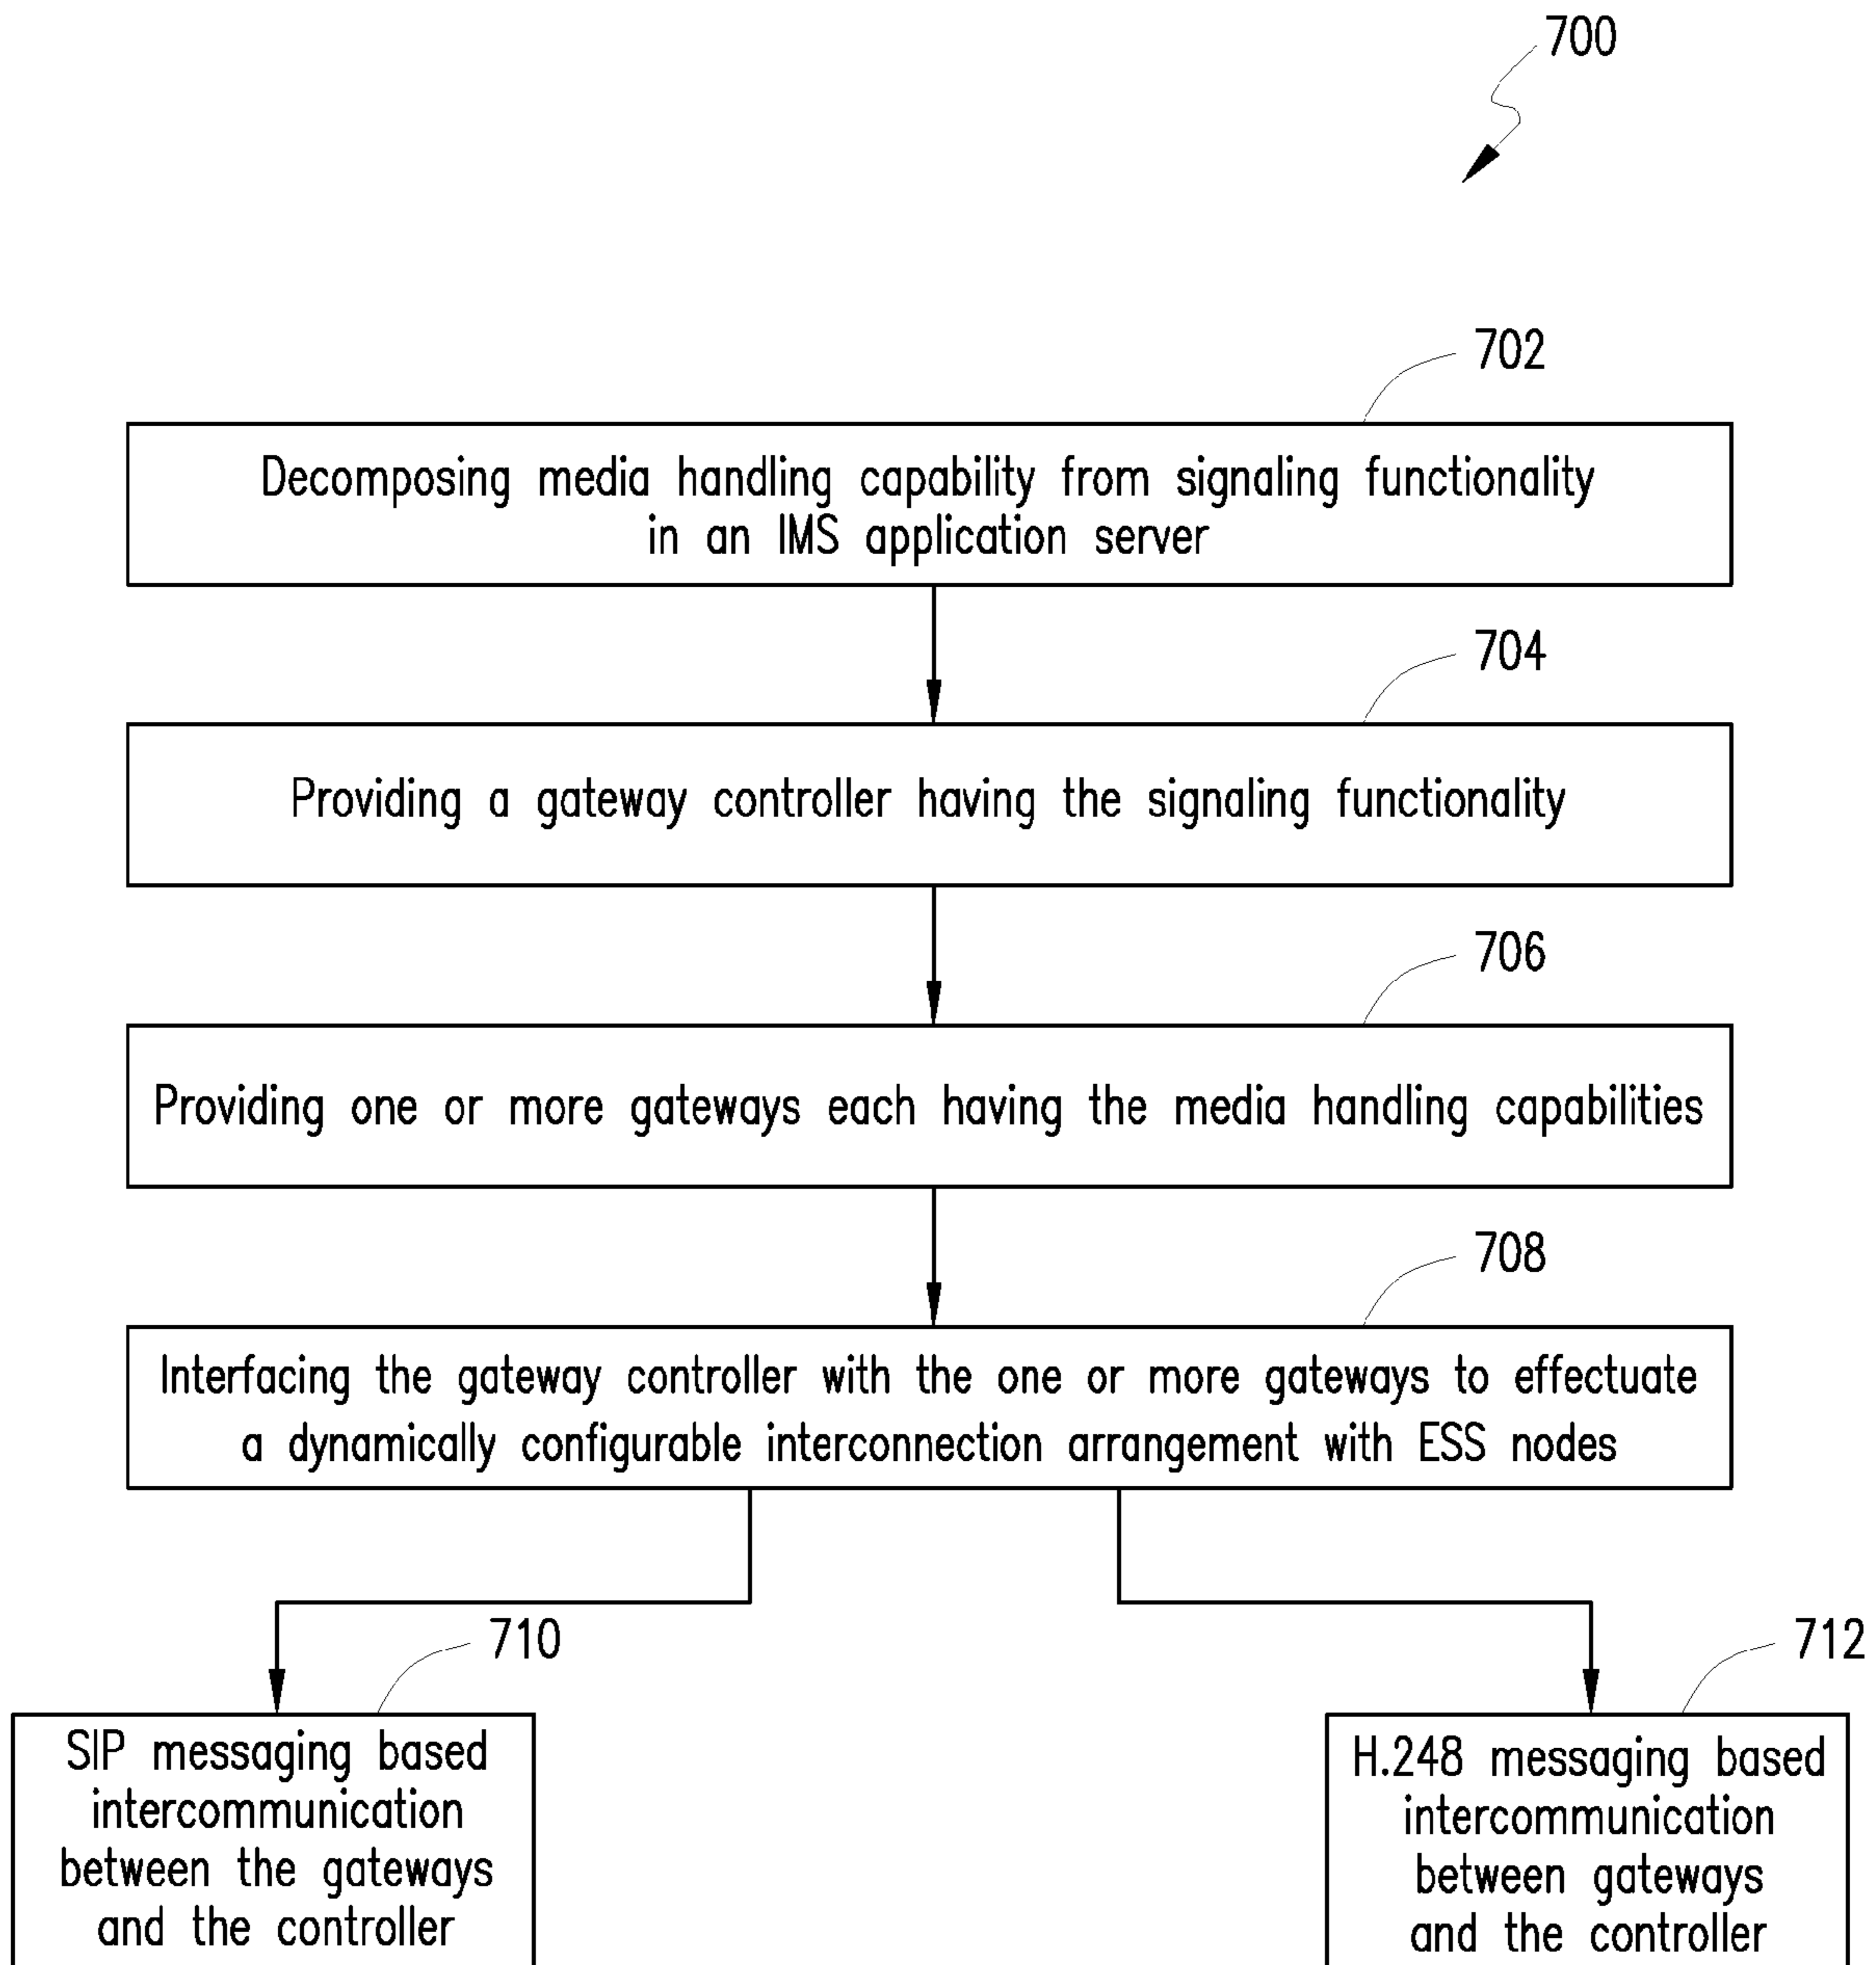 700
702
Decomposing media handling capability from signaling functionality
in an IMS application server
704
Providing a gateway controller having the signaling functionality
706
Providing one or more gateways each having the media handling capabilities
708
Interfacing the gateway controller with the one or more gateways to effectuate
a dynamically configurable interconnection arrangement with ESS nodes
710
SIP messaging based
intercommunication
between the gateways
and the controller
712
H.248 messaging based
intercommunication
between gateways
and the controller